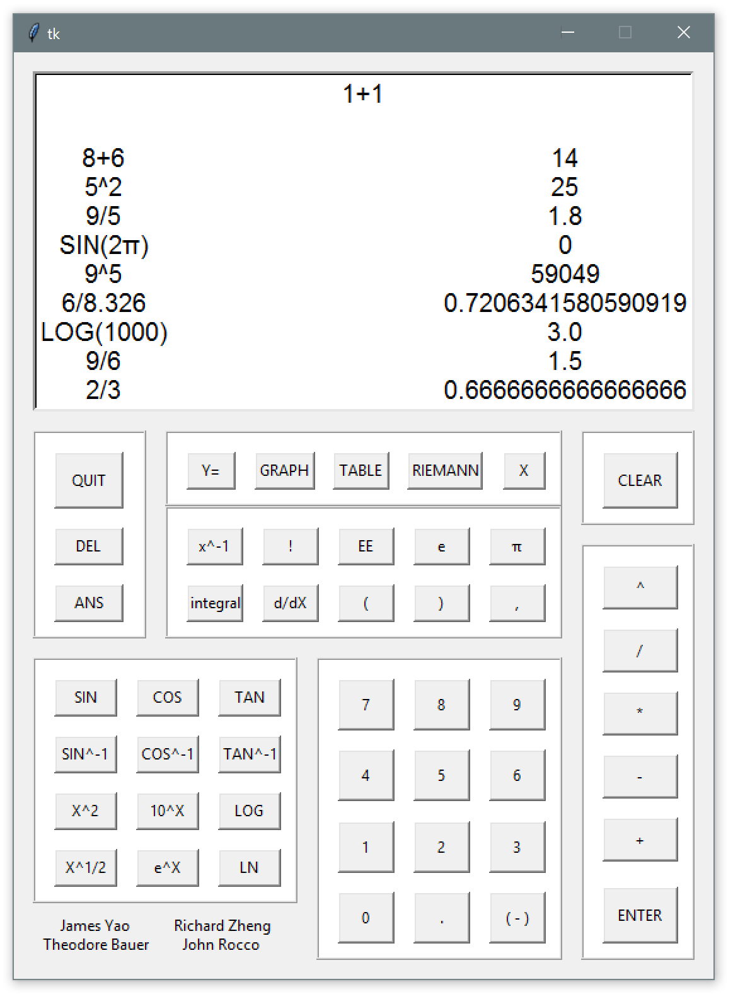 tk
1+1
8+6 14
5^2 25
9/5 1.8
SIN(2π) 0
9^5 59049
6/8.326 0.7206341580590919
LOG(1000) 3.0
9/6 1.5
2/3 0.6666666666666666
QUIT Y= GRAPH TABLE RIEMANN X CLEAR
DEL x^-1 ! EE e π
^
ANS integral d/dX ( ) ,
/
SIN COS TAN 7 8 9
*
SIN^-1 COS^-1 TAN^-1 4 5 6
-
X^2 10^X LOG
1 2 3 +
X^1/2 e^X LN
0 . ( - ) ENTER
James Yao Richard Zheng
Theodore Bauer John Rocco